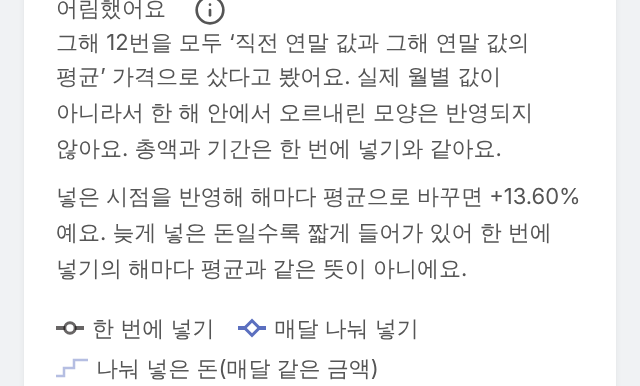 어림했어요
그해 12번을 모두 ‘직전 연말 값과 그해 연말 값의
평균’ 가격으로 샀다고 봤어요. 실제 월별 값이
아니라서 한 해 안에서 오르내린 모양은 반영되지
않아요. 총액과 기간은 한 번에 넣기와 같아요.
넣은 시점을 반영해 해마다 평균으로 바꾸면 +13.60%
예요. 늦게 넣은 돈일수록 짧게 들어가 있어 한 번에
넣기의 해마다 평균과 같은 뜻이 아니에요.
한 번에 넣기 매달 나눠 넣기
나눠 넣은 돈(매달 같은 금액)